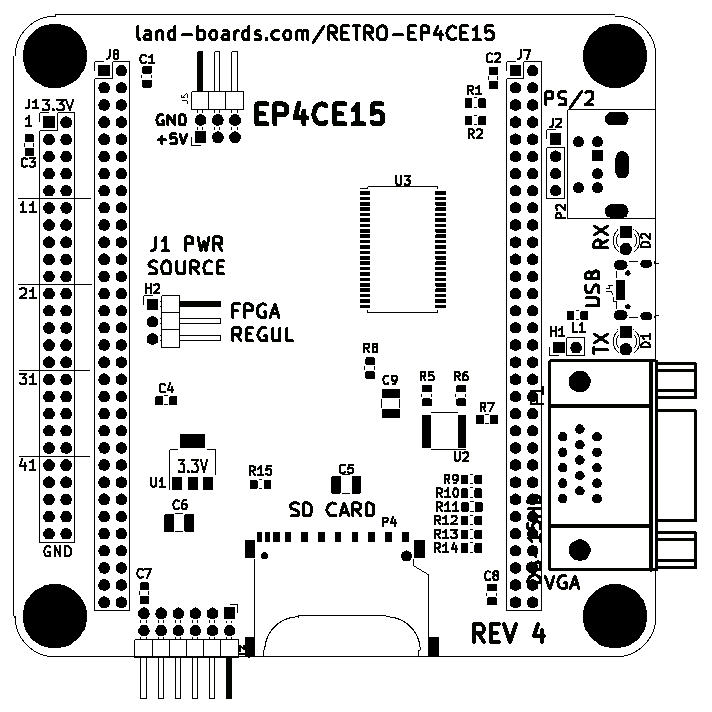 land-boards.com/RETRO-EP4CE15
J8
C1
C2
J7
J5
EP4CE15
R1
R2
PS/2
J1 3.3V
1
GND
+5V
J2
C3
U3
P2
11
RX
D2
J1 PWR
SOURCE
USB
J4
21
H2
FPGA
REGUL
H1
L1
TX
D1
R8
31
C4
C9
R5
R6
R7
P1
41
3.3V
U1
U2
R15
C5
R9
R10
R11
R12
R13
R14
C6
SD CARD
P4
GND
C7
C8
VGA
REV 4